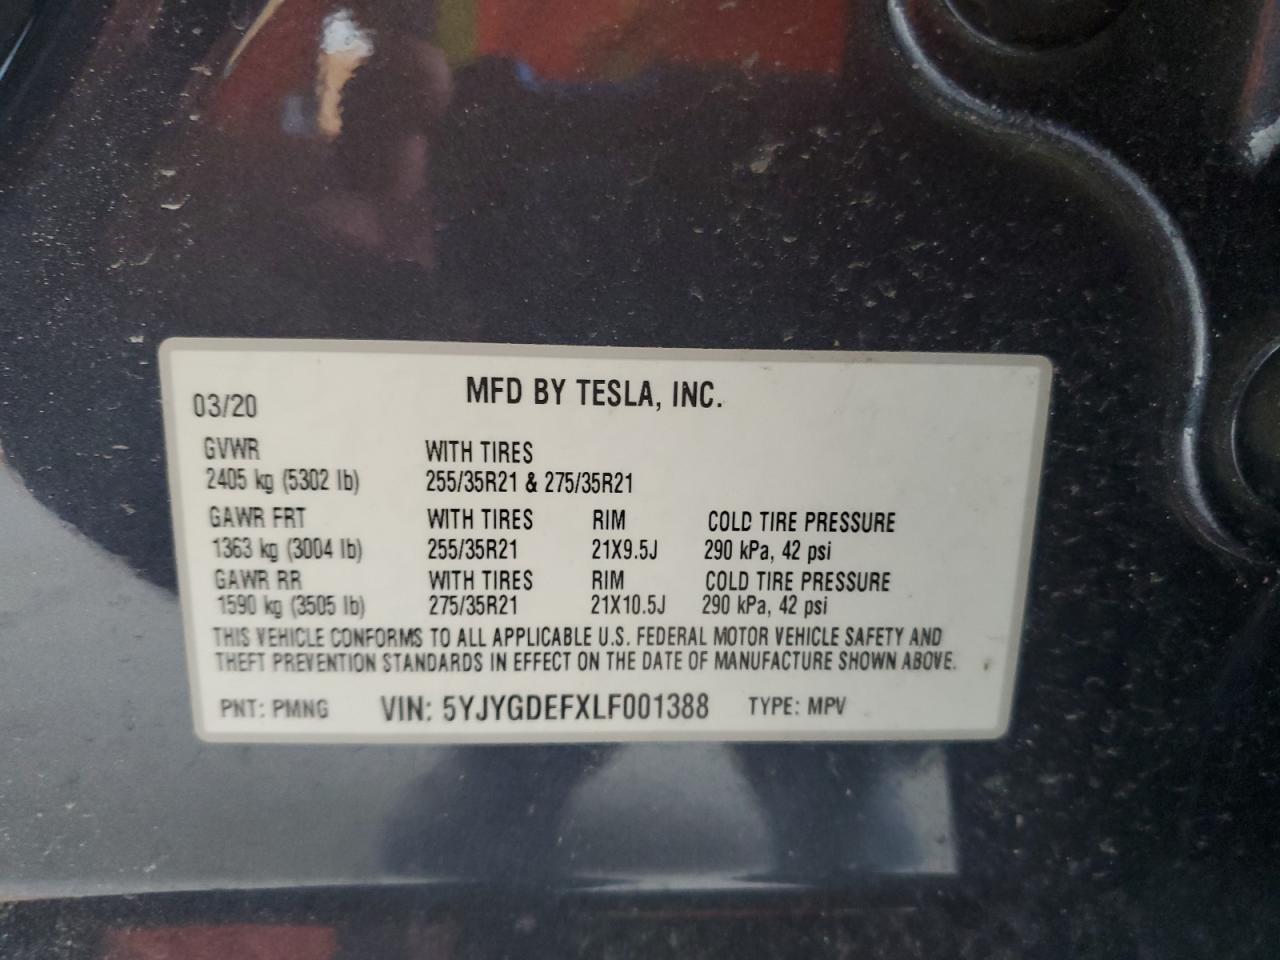 MFD BY TESLA, INC.
03/20
GVWR WITH TIRES
2405 kg (5302 lb) 255/35R21 & 275/35R21
GAWR FRT WITH TIRES RIM COLD TIRE PRESSURE
1363 kg (3004 lb) 255/35R21 21X9.5J 290 kPa, 42 psi
GAWR RR WITH TIRES RIM COLD TIRE PRESSURE
1590 kg (3505 lb) 275/35R21 21X10.5J 290 kPa, 42 psi
THIS VEHICLE CONFORMS TO ALL APPLICABLE U.S. FEDERAL MOTOR VEHICLE SAFETY AND
THEFT PREVENTION STANDARDS IN EFFECT ON THE DATE OF MANUFACTURE SHOWN ABOVE.
PNT: PMNG VIN: 5YJYGDEFXLF001388 TYPE: MPV